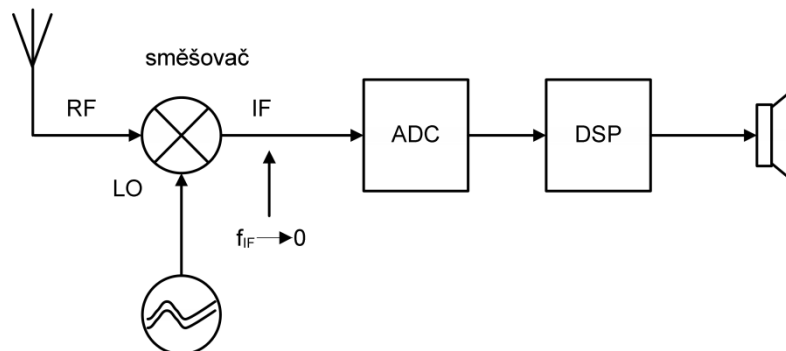 směšovač
RF
IF
ADC
DSP
LO
f_IF→0